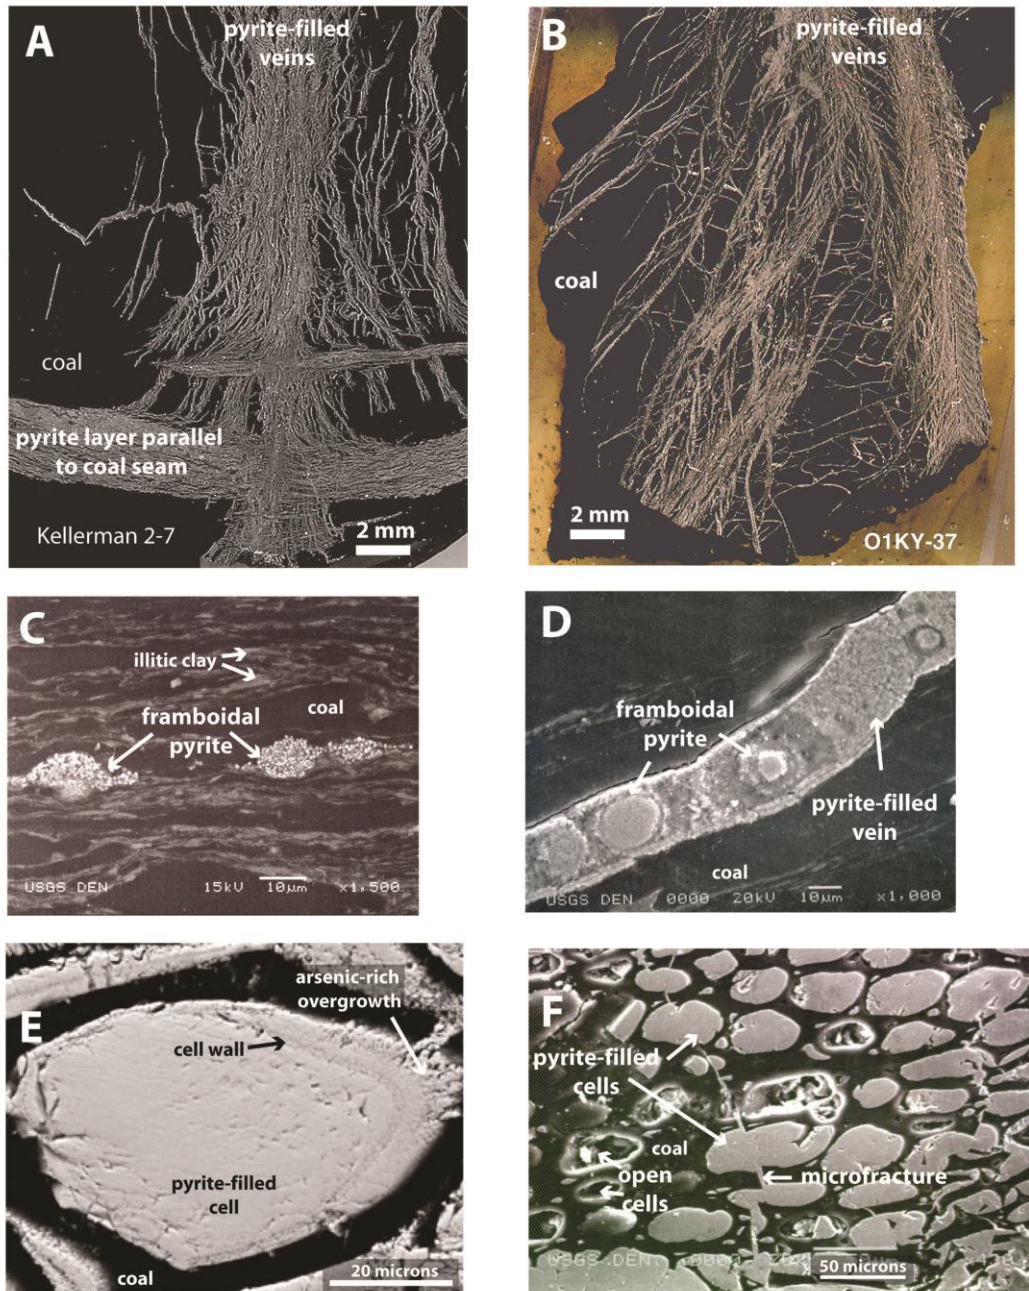 A
pyrite-filled
veins
coal
pyrite layer parallel
to coal seam
Kellerman 2-7
2 mm
B
pyrite-filled
veins
coal
2 mm
O1KY-37
C
illitic clay
coal
framboidal
pyrite
USGS DEN
15kV
10µm
x1,500
D
framboidal
pyrite
pyrite-filled
vein
coal
USGS DEN
0000
20kV
10µm
x1,000
E
arsenic-rich
overgrowth
cell wall
pyrite-filled
cell
coal
20 microns
F
pyrite-filled
cells
coal
open
cells
microfracture
USGS DEN
50 microns